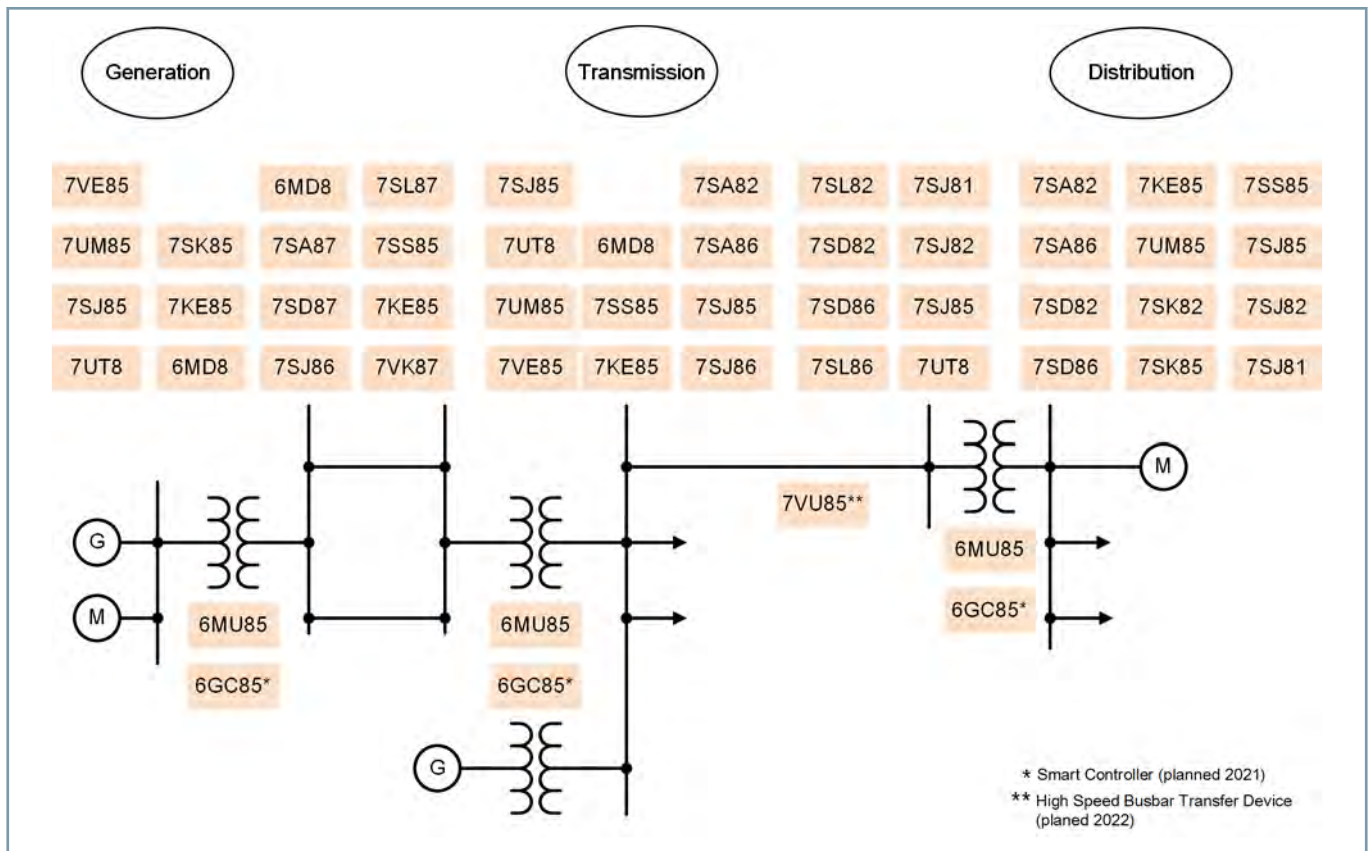 Generation Transmission Distribution
7VE85 6MD8 7SL87 7SJ85 7SA82 7SL82 7SJ81 7SA82 7KE85 7SS85
7UM85 7SK85 7SA87 7SS85 7UT8 6MD8 7SA86 7SD82 7SJ82 7SA86 7UM85 7SJ85
7SJ85 7KE85 7SD87 7KE85 7UM85 7SS85 7SJ85 7SD86 7SJ85 7SD82 7SK82 7SJ82
7UT8 6MD8 7SJ86 7VK87 7VE85 7KE85 7SJ86 7SL86 7UT8 7SD86 7SK85 7SJ81
M
7VU85**
G
6MU85
M
6MU85 6MU85
6GC85*
6GC85* 6GC85*
G
* Smart Controller (planned 2021)
** High Speed Busbar Transfer Device
(planed 2022)